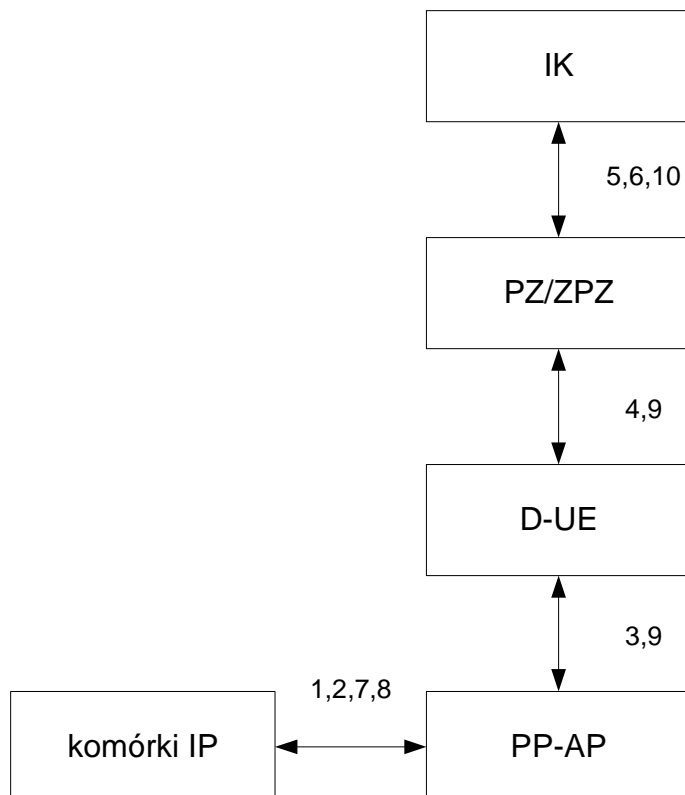 IK
5,6,10
PZ/ZPZ
4,9
D-UE
3,9
1,2,7,8
komórki IP
PP-AP